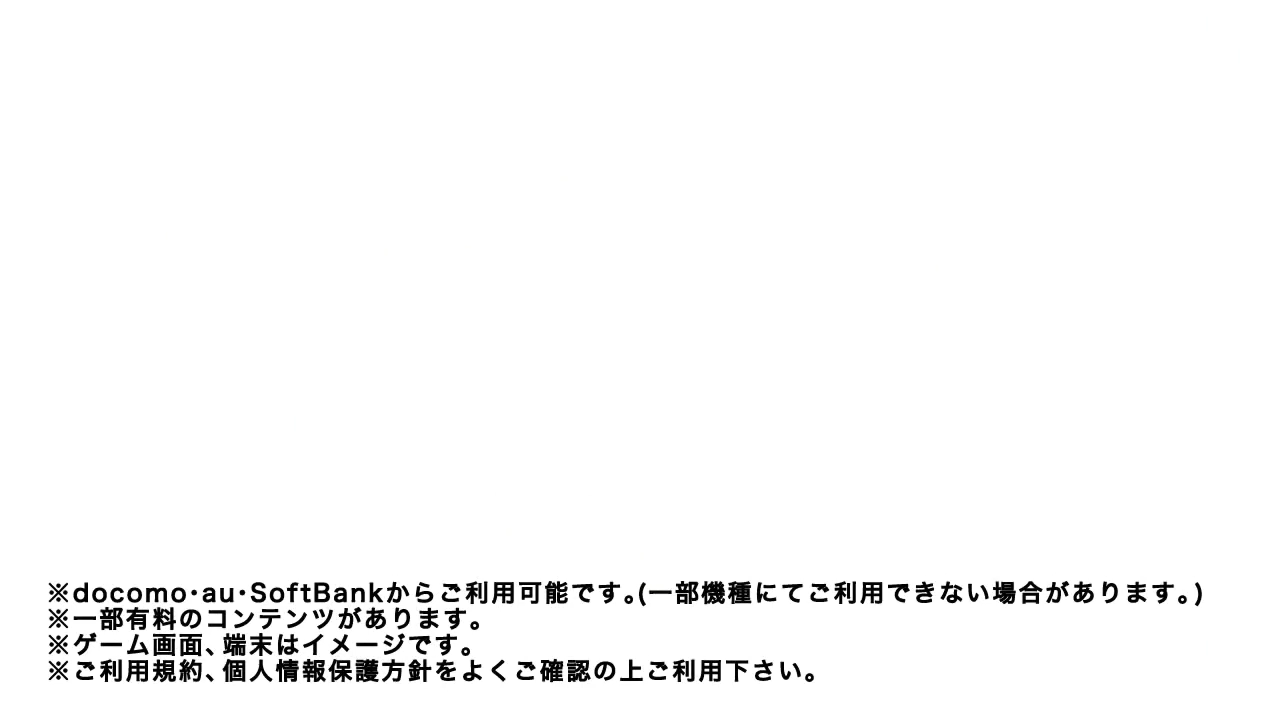 ※docomo･au･SoftBankからご利用可能です。(一部機種にてご利用できない場合があります。)
※一部有料のコンテンツがあります。
※ゲーム画面、端末はイメージです。
※ご利用規約、個人情報保護方針をよくご確認の上ご利用下さい。